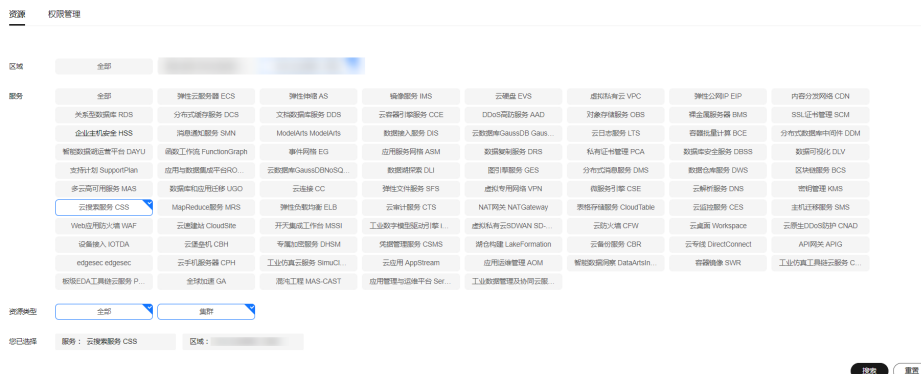 资源 权限管理
区域 全部
服务 全部 弹性云服务器 ECS 弹性伸缩 AS 镜像服务 IMS 云硬盘 EVS 虚拟私有云 VPC 弹性公网IP EIP 内容分发网络 CDN
关系型数据库 RDS 分布式缓存服务 DCS 文档数据库服务 DDS 云容器引擎服务 CCE DDoS高防服务 AAD 对象存储服务 OBS 裸金属服务器 BMS SSL证书管理 SCM
企业主机安全 HSS 消息通知服务 SMN ModelArts ModelArts 数据接入服务 DIS 云数据库GaussDB Gaus... 云日志服务 LTS 容器批量计算 BCE 分布式数据库中间件 DDM
智能数据湖运营平台 DAYU 函数工作流 FunctionGraph 事件网格 EG 应用服务网格 ASM 数据复制服务 DRS 私有证书管理 PCA 数据库安全服务 DBSS 数据可视化 DLV
支持计划 SupportPlan 应用与数据集成平台RO... 云数据库GaussDBNoSQ... 数据湖探索 DLI 图引擎服务 GES 分布式消息服务 DMS 数据仓库服务 DWS 区块链服务 BCS
多云高可用服务 MAS 数据库和应用迁移 UGO 云连接 CC 弹性文件服务 SFS 虚拟专用网络 VPN 微服务引擎 CSE 云解析服务 DNS 密钥管理 KMS
云搜索服务 CSS MapReduce服务 MRS 弹性负载均衡 ELB 云审计服务 CTS NAT网关 NATGateway 表格存储服务 CloudTable 云监控服务 CES 主机迁移服务 SMS
Web应用防火墙 WAF 云速建站 CloudSite 开天集成工作台 MSSI 工业数字模型驱动引擎 i... 虚拟私有云SDWAN SD-... 云防火墙 CFW 云桌面 Workspace 云原生DDoS防护 CNAD
设备接入 IOTDA 云堡垒机 CBH 专属加密服务 DHSM 凭据管理服务 CSMS 湖仓构建 LakeFormation 云备份服务 CBR 云专线 DirectConnect API网关 APIG
edgesec edgesec 云手机服务器 CPH 工业仿真云服务 SimuCl... 云应用 AppStream 应用运维管理 AOM 智能数据洞察 DataArtsIn... 容器镜像 SWR 工业仿真工具链云服务 C...
板级EDA工具链云服务 P... 全球加速 GA 混沌工程 MAS-CAST 应用管理与运维平台 Ser... 工业数据管理及协同云服...
资源类型 全部 集群
您已选择 服务： 云搜索服务 CSS 区域：
搜索 重置